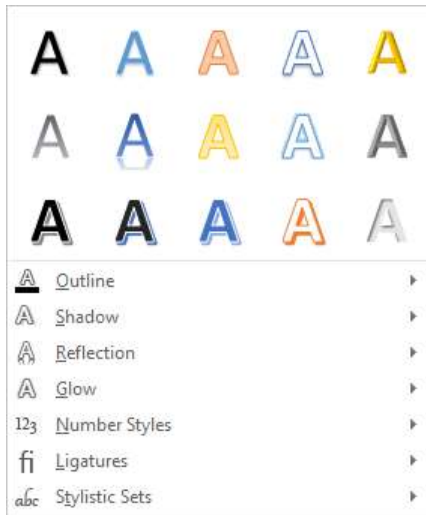 A A A A A
A A A A A
A A A A A
A Outline
A Shadow
A Reflection
A Glow
123 Number Styles
fi Ligatures
abc Stylistic Sets